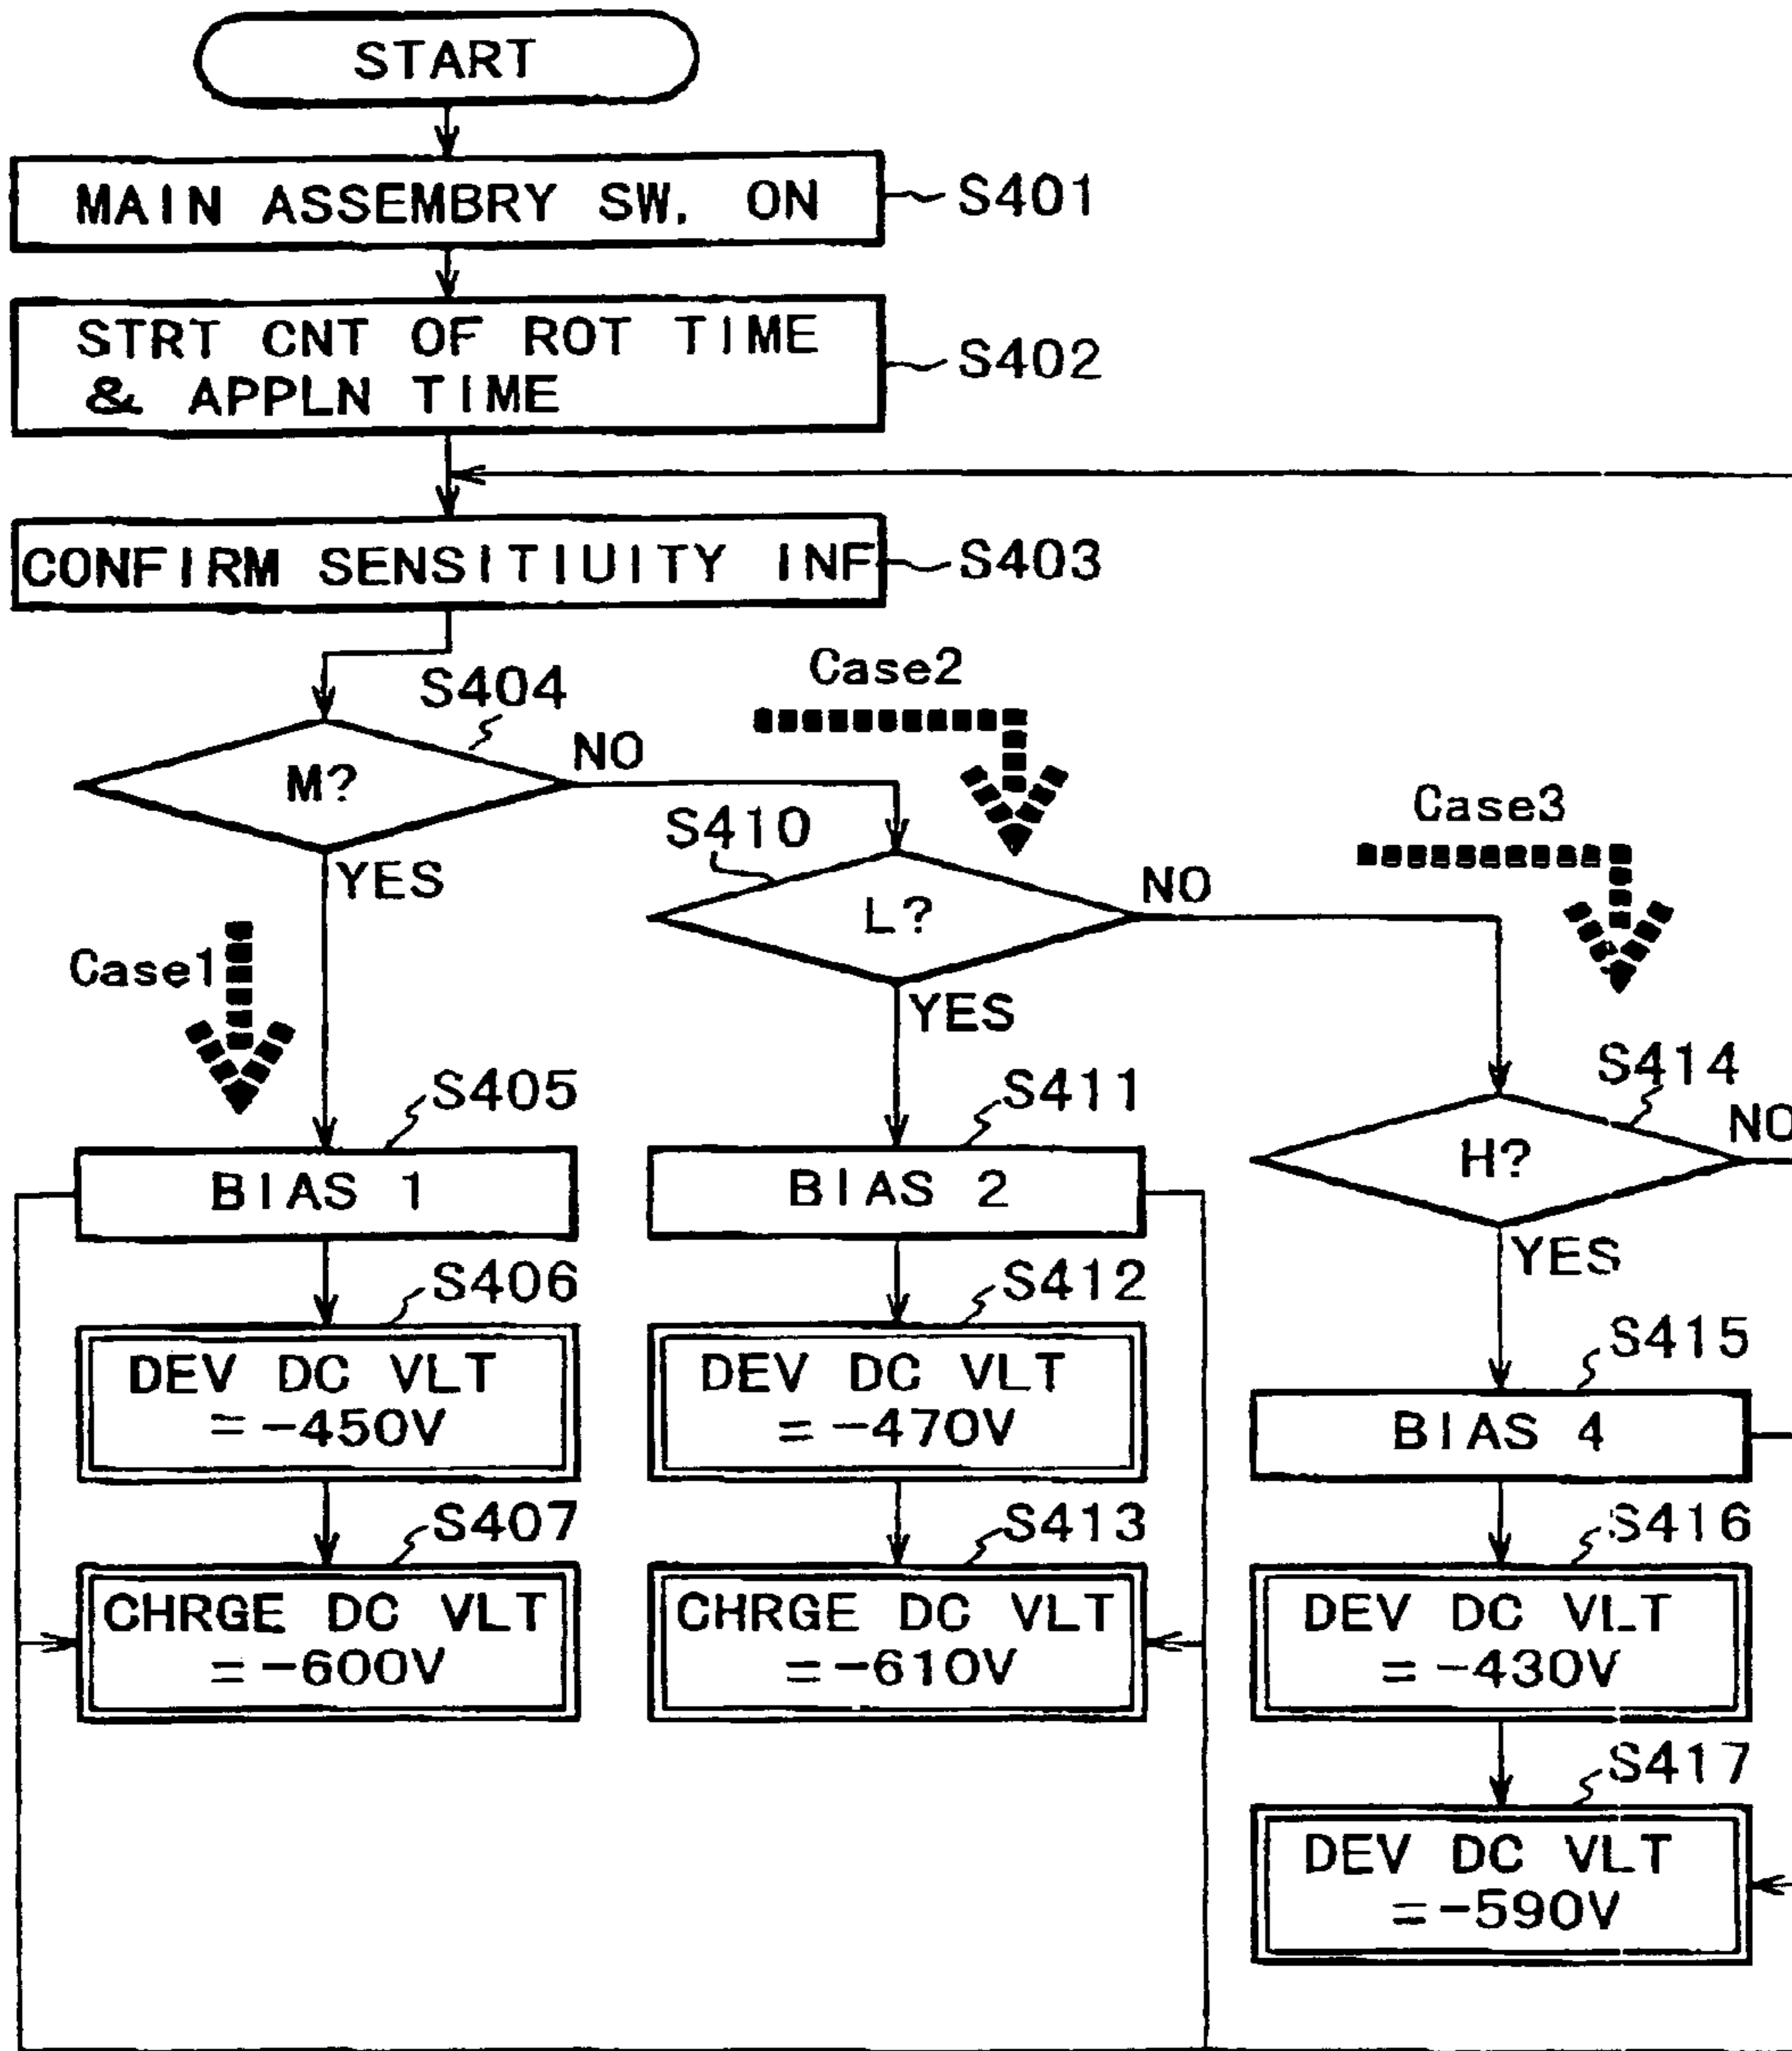 START
MAIN ASSEMBRY SW. ON
S401
STRT CNT OF ROT TIME
& APPLN TIME
S402
CONFIRM SENSITIUITY INF
S403
S404
M?
NO
YES
Case1
Case2
S410
L?
NO
YES
Case3
S414
H?
NO
YES
S405
BIAS 1
S406
DEV DC VLT
=-450V
S407
CHRGE DC VLT
=-600V
S411
BIAS 2
S412
DEV DC VLT
=-470V
S413
CHRGE DC VLT
=-610V
S415
BIAS 4
S416
DEV DC VLT
=-430V
S417
DEV DC VLT
=-590V